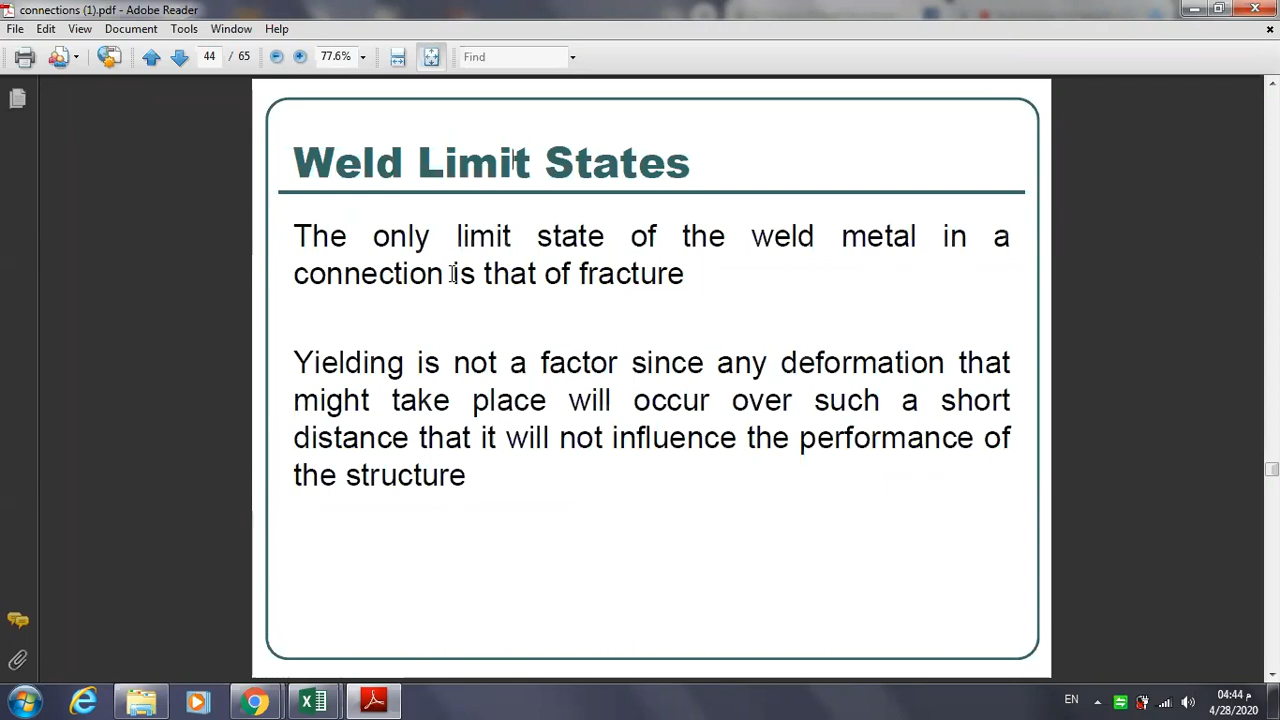 connections (1).pdf - Adobe Reader
File Edit View Document Tools Window Help
44 / 65 77.6% Find
Weld Limit States
The only limit state of the weld metal in a
connection is that of fracture
Yielding is not a factor since any deformation that
might take place will occur over such a short
distance that it will not influence the performance of
the structure
EN 04:44 م
4/28/2020